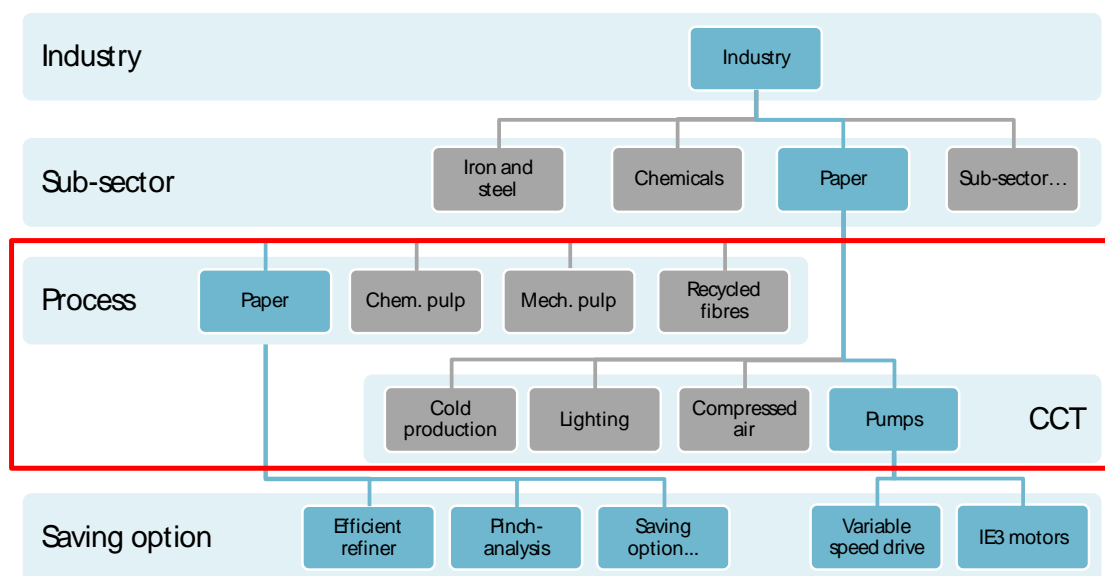 Industry
Industry
Sub-sector
Iron and
steel
Chemicals
Paper
Sub-sector…
Process
Paper
Chem. pulp
Mech. pulp
Recycled
fibres
Cold
production
Lighting
Compressed
air
Pumps
CCT
Saving option
Efficient
refiner
Pinch-
analysis
Saving
option...
Variable
speed drive
IE3 motors